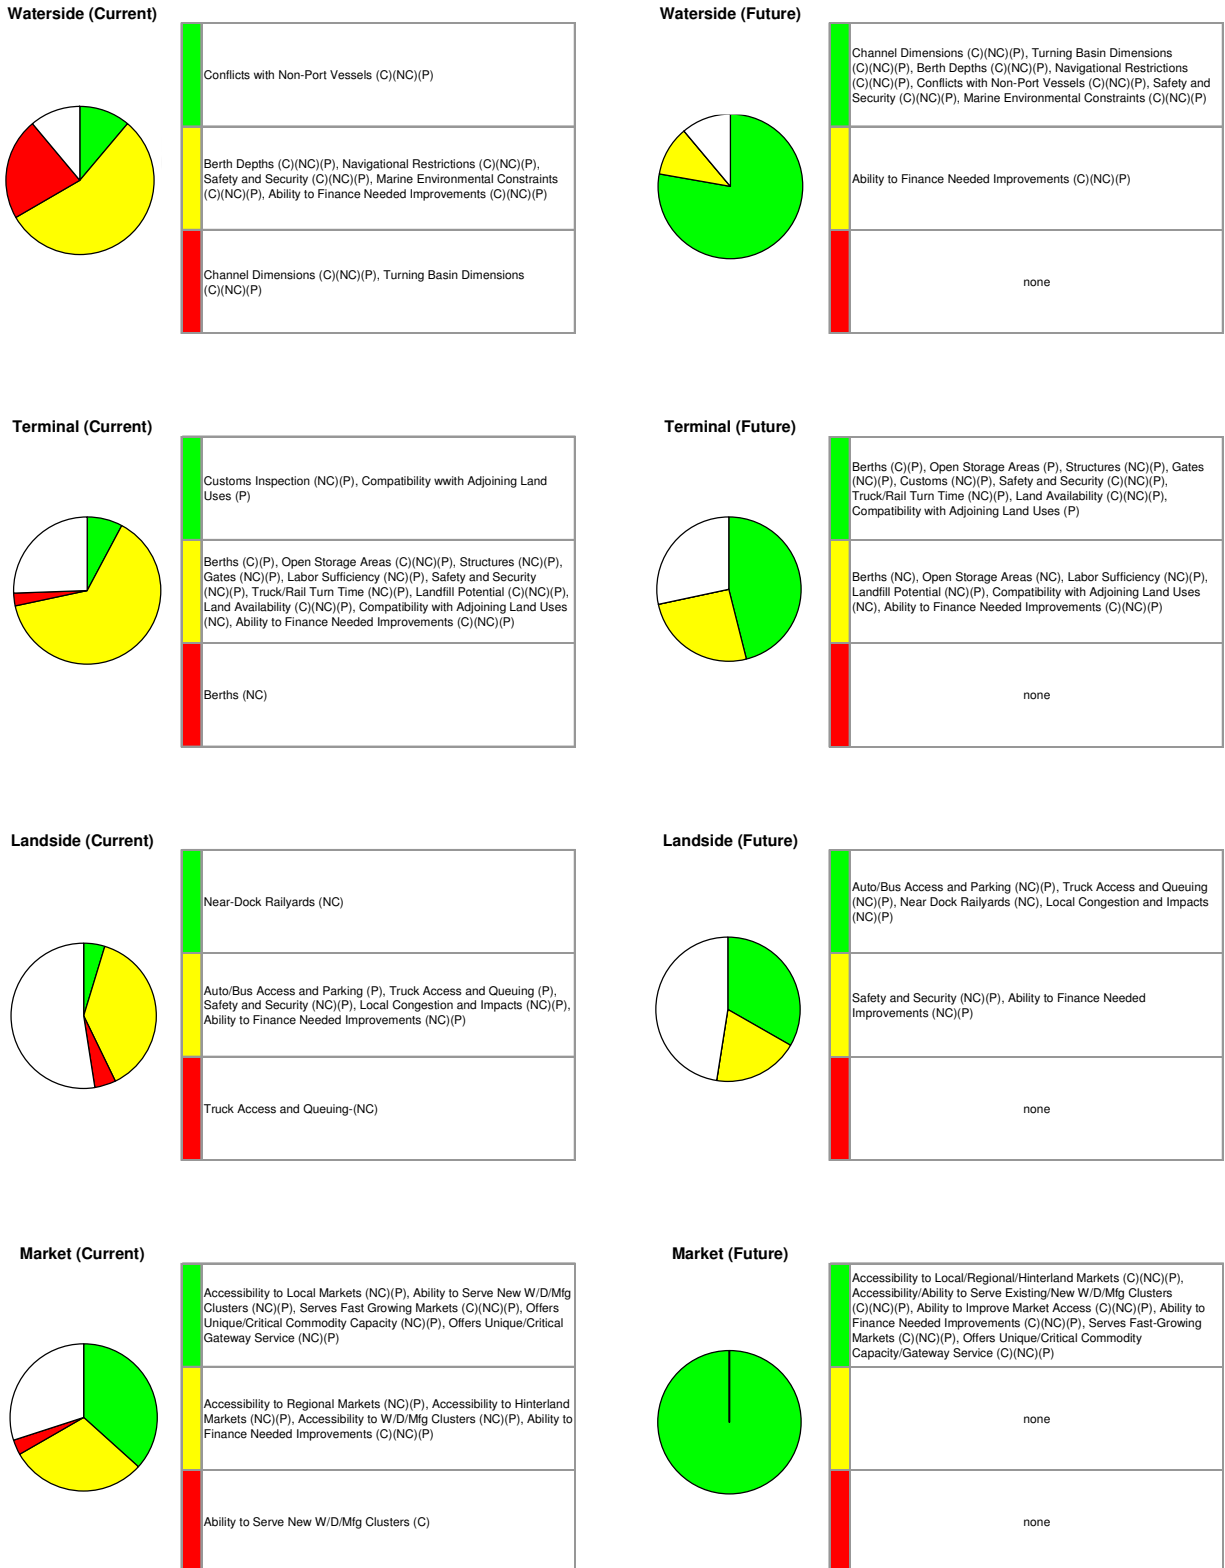 Waterside (Current)
Conflicts with Non-Port Vessels (C)(NC)(P)
Berth Depths (C)(NC)(P), Navigational Restrictions (C)(NC)(P),
Safety and Security (C)(NC)(P), Marine Environmental Constraints
(C)(NC)(P), Ability to Finance Needed Improvements (C)(NC)(P)
Channel Dimensions (C)(NC)(P), Turning Basin Dimensions
(C)(NC)(P)
Waterside (Future)
Channel Dimensions (C)(NC)(P), Turning Basin Dimensions
(C)(NC)(P), Berth Depths (C)(NC)(P), Navigational Restrictions
(C)(NC)(P), Conflicts with Non-Port Vessels (C)(NC)(P), Safety and
Security (C)(NC)(P), Marine Environmental Constraints (C)(NC)(P)
Ability to Finance Needed Improvements (C)(NC)(P)
none
Terminal (Current)
Customs Inspection (NC)(P), Compatibility wwith Adjoining Land
Uses (P)
Berths (C)(P), Open Storage Areas (C)(NC)(P), Structures (NC)(P),
Gates (NC)(P), Labor Sufficiency (NC)(P), Safety and Security
(NC)(P), Truck/Rail Turn Time (NC)(P), Landfill Potential (C)(NC)(P),
Land Availability (C)(NC)(P), Compatibility with Adjoining Land Uses
(NC), Ability to Finance Needed Improvements (C)(NC)(P)
Berths (NC)
Terminal (Future)
Berths (C)(P), Open Storage Areas (P), Structures (NC)(P), Gates
(NC)(P), Customs (NC)(P), Safety and Security (C)(NC)(P),
Truck/Rail Turn Time (NC)(P), Land Availability (C)(NC)(P),
Compatibility with Adjoining Land Uses (P)
Berths (NC), Open Storage Areas (NC), Labor Sufficiency (NC)(P),
Landfill Potential (NC)(P), Compatibility with Adjoining Land Uses
(NC), Ability to Finance Needed Improvements (C)(NC)(P)
none
Landside (Current)
Near-Dock Railyards (NC)
Auto/Bus Access and Parking (P), Truck Access and Queuing (P),
Safety and Security (NC)(P), Local Congestion and Impacts (NC)(P),
Ability to Finance Needed Improvements (NC)(P)
Truck Access and Queuing-(NC)
Landside (Future)
Auto/Bus Access and Parking (NC)(P), Truck Access and Queuing
(NC)(P), Near Dock Railyards (NC), Local Congestion and Impacts
(NC)(P)
Safety and Security (NC)(P), Ability to Finance Needed
Improvements (NC)(P)
none
Market (Current)
Accessibility to Local Markets (NC)(P), Ability to Serve New W/D/Mfg
Clusters (NC)(P), Serves Fast Growing Markets (C)(NC)(P), Offers
Unique/Critical Commodity Capacity (NC)(P), Offers Unique/Critical
Gateway Service (NC)(P)
Accessibility to Regional Markets (NC)(P), Accessibility to Hinterland
Markets (NC)(P), Accessibility to W/D/Mfg Clusters (NC)(P), Ability to
Finance Needed Improvements (C)(NC)(P)
Ability to Serve New W/D/Mfg Clusters (C)
Market (Future)
Accessibility to Local/Regional/Hinterland Markets (C)(NC)(P),
Accessibility/Ability to Serve Existing/New W/D/Mfg Clusters
(C)(NC)(P), Ability to Improve Market Access (C)(NC)(P), Ability to
Finance Needed Improvements (C)(NC)(P), Serves Fast-Growing
Markets (C)(NC)(P), Offers Unique/Critical Commodity
Capacity/Gateway Service (C)(NC)(P)
none
none